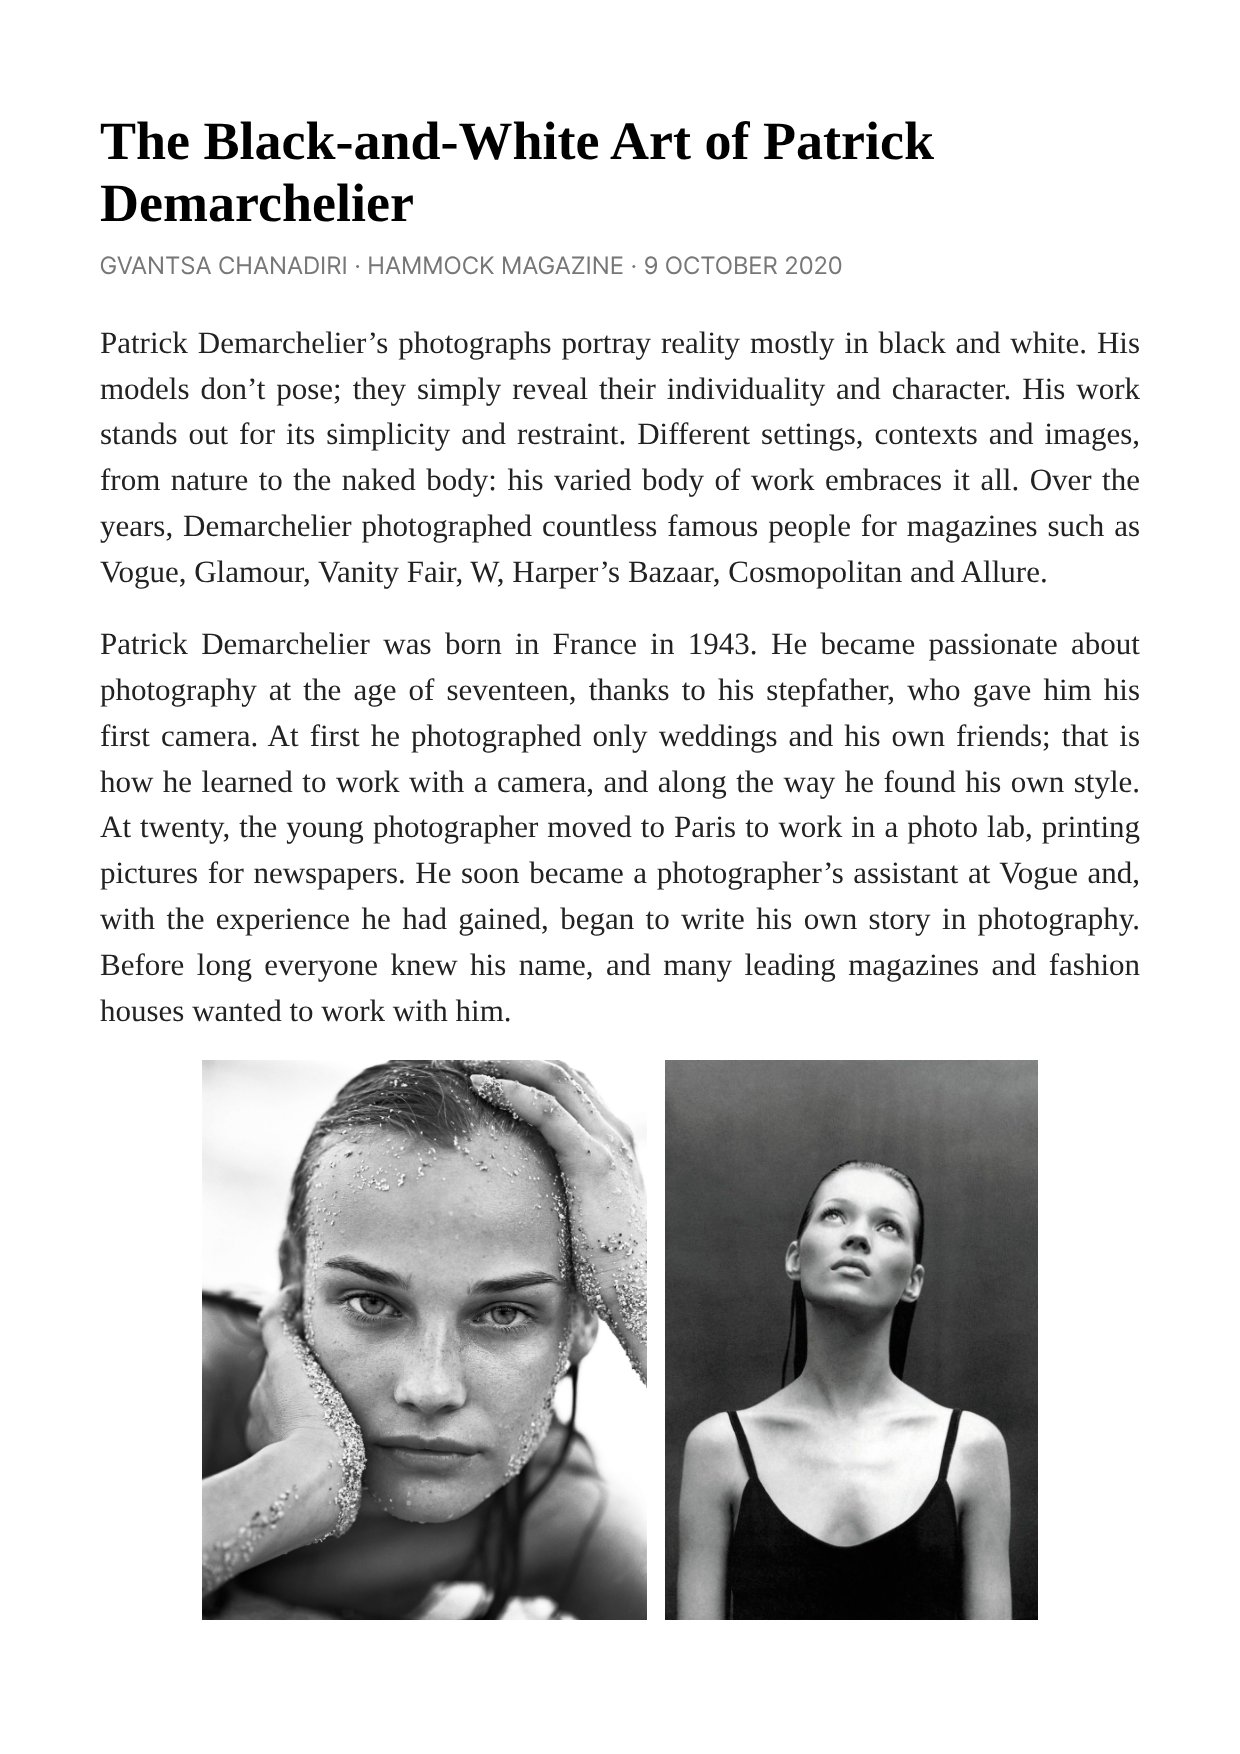 The Black-and-White Art of Patrick
Demarchelier
GVANTSA CHANADIRI · HAMMOCK MAGAZINE · 9 OCTOBER 2020
Patrick Demarchelier’s photographs portray reality mostly in black and white. His
models don’t pose; they simply reveal their individuality and character. His work
stands out for its simplicity and restraint. Different settings, contexts and images,
from nature to the naked body: his varied body of work embraces it all. Over the
years, Demarchelier photographed countless famous people for magazines such as
Vogue, Glamour, Vanity Fair, W, Harper’s Bazaar, Cosmopolitan and Allure.
Patrick Demarchelier was born in France in 1943. He became passionate about
photography at the age of seventeen, thanks to his stepfather, who gave him his
first camera. At first he photographed only weddings and his own friends; that is
how he learned to work with a camera, and along the way he found his own style.
At twenty, the young photographer moved to Paris to work in a photo lab, printing
pictures for newspapers. He soon became a photographer’s assistant at Vogue and,
with the experience he had gained, began to write his own story in photography.
Before long everyone knew his name, and many leading magazines and fashion
houses wanted to work with him.